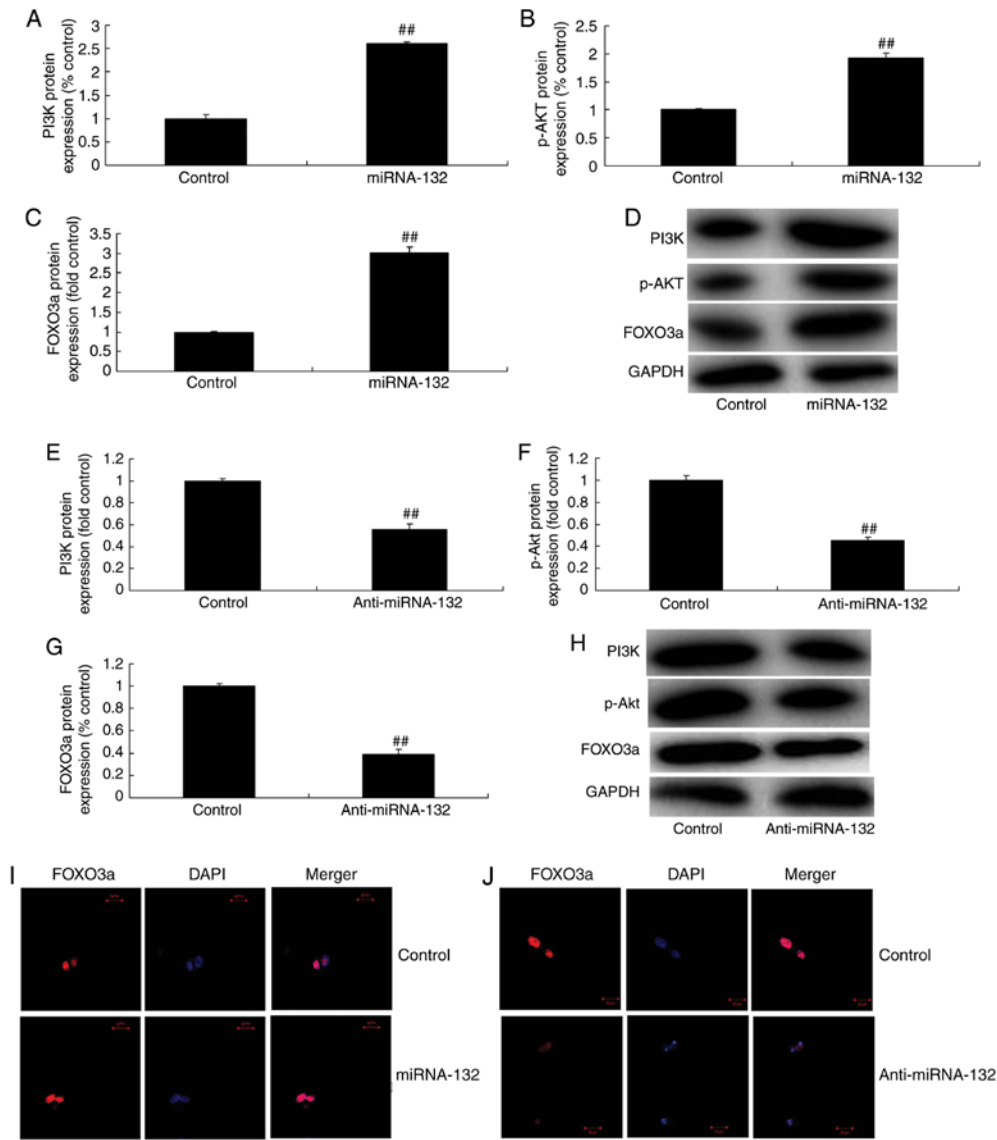 A
PI3K protein
expression (% control)
3
2.5
2
1.5
1
0.5
0
##
Control
miRNA-132
B
p-AKT protein
expression (% control)
2.5
2
1.5
1
0.5
0
##
Control
miRNA-132
C
FOXO3a protein
expression (fold control)
3.5
3
2.5
2
1.5
1
0.5
0
##
Control
miRNA-132
D
PI3K
p-AKT
FOXO3a
GAPDH
Control
miRNA-132
E
PI3K protein
expression (fold control)
1.2
1
0.8
0.6
0.4
0.2
0
##
Control
Anti-miRNA-132
F
p-Akt protein
expression (fold control)
1.2
1
0.8
0.6
0.4
0.2
0
##
Control
Anti-miRNA-132
G
FOXO3a protein
expression (% control)
1.2
1
0.8
0.6
0.4
0.2
0
##
Control
Anti-miRNA-132
H
PI3K
p-Akt
FOXO3a
GAPDH
Control
Anti-miRNA-132
I
FOXO3a
DAPI
Merger
Control
miRNA-132
J
FOXO3a
DAPI
Merger
Control
Anti-miRNA-132